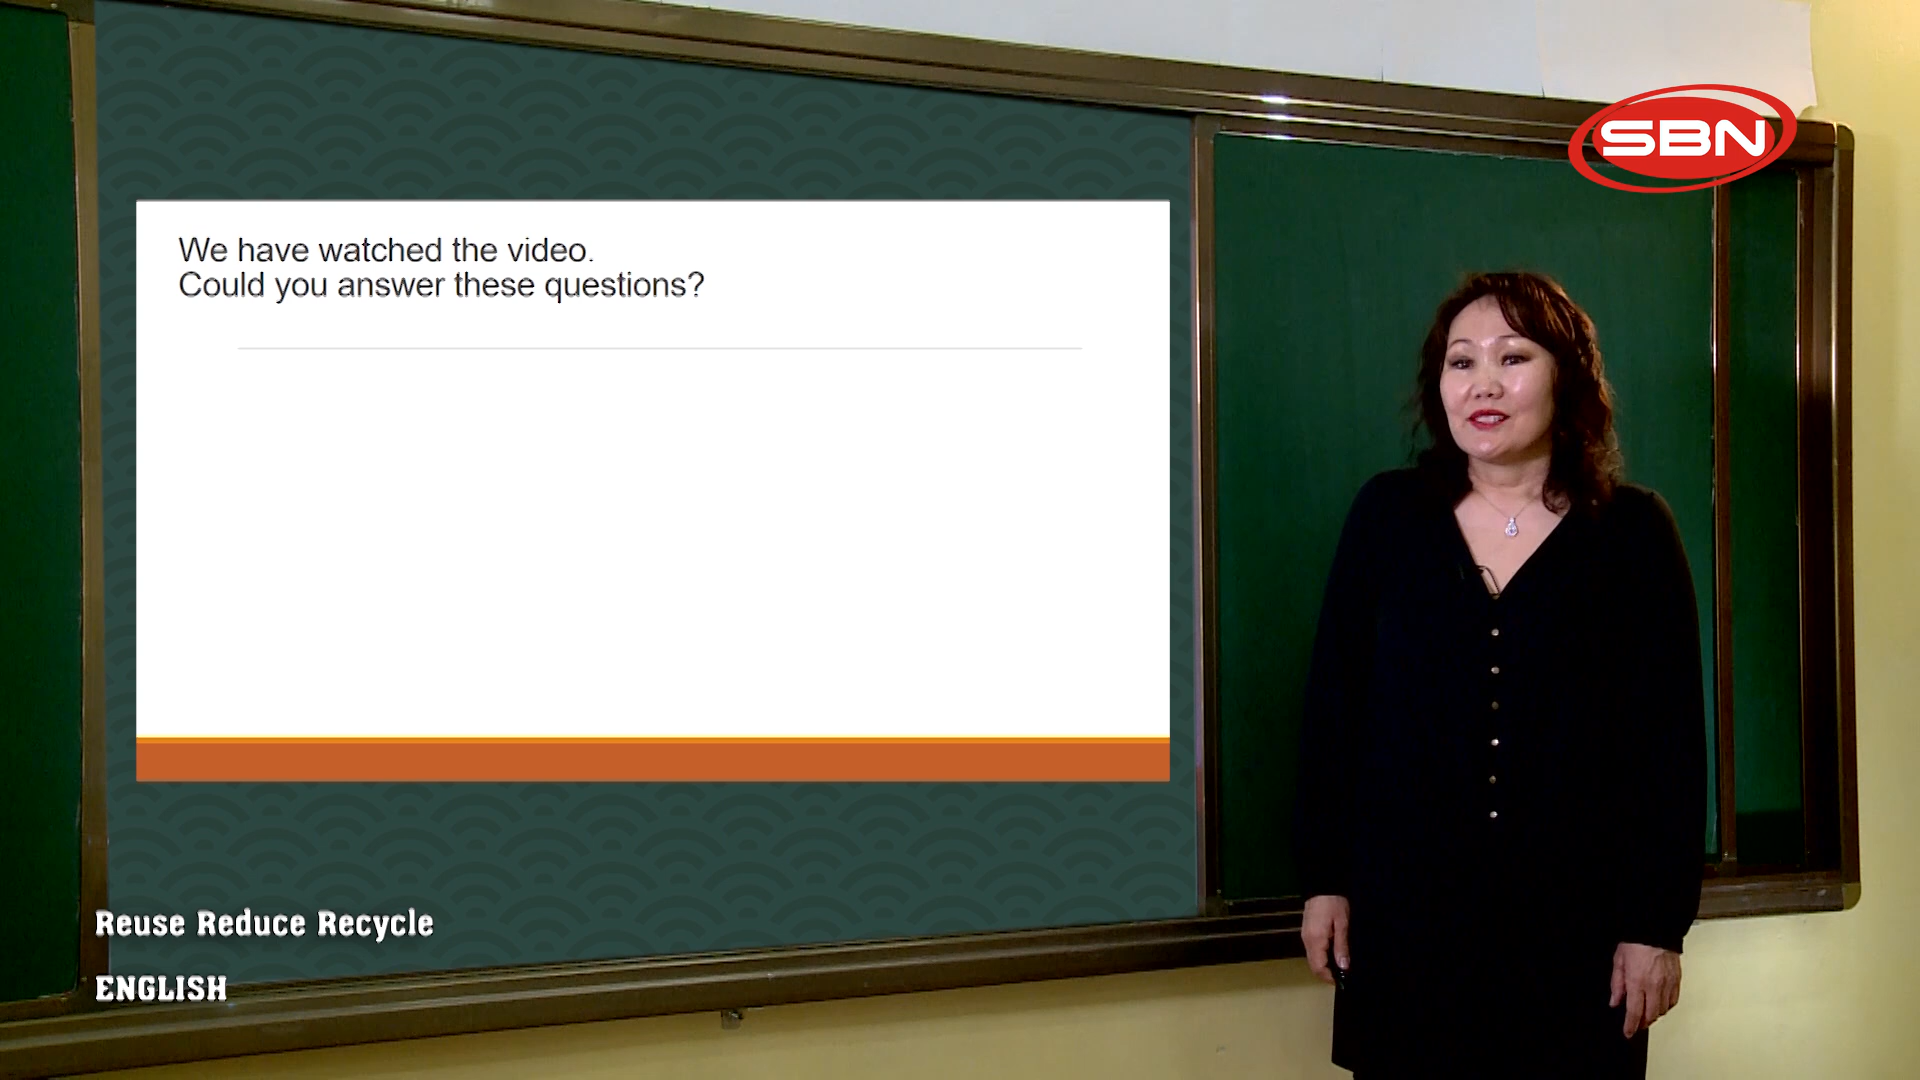 SBN
We have watched the video.
Could you answer these questions?
Reuse Reduce Recycle
ENGLISH